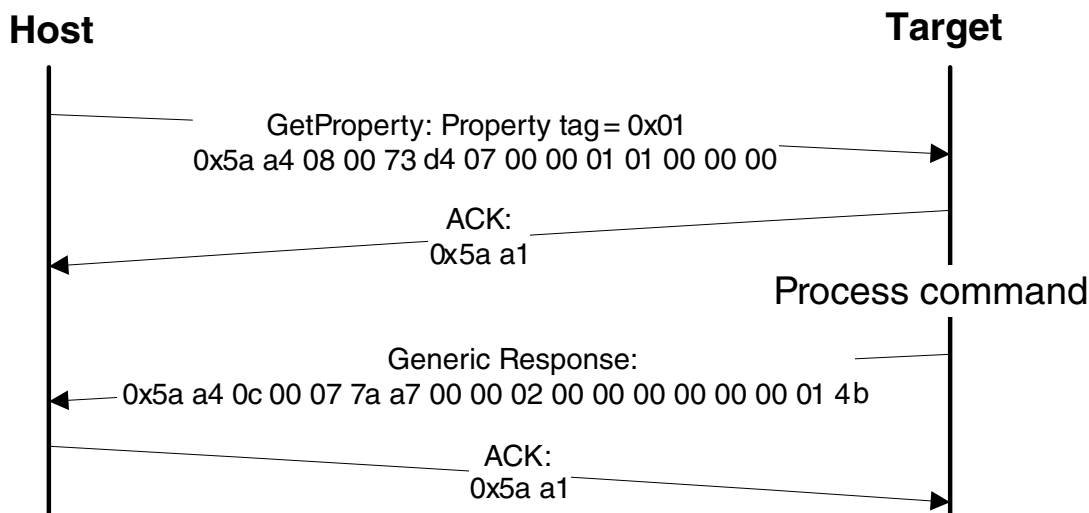 Host
Target
GetProperty: Property tag = 0x01
0x5a a4 08 00 73 d4 07 00 00 01 01 00 00 00
ACK:
0x5a a1
Process command
Generic Response:
0x5a a4 0c 00 07 7a a7 00 00 02 00 00 00 00 00 00 01 4b
ACK:
0x5a a1